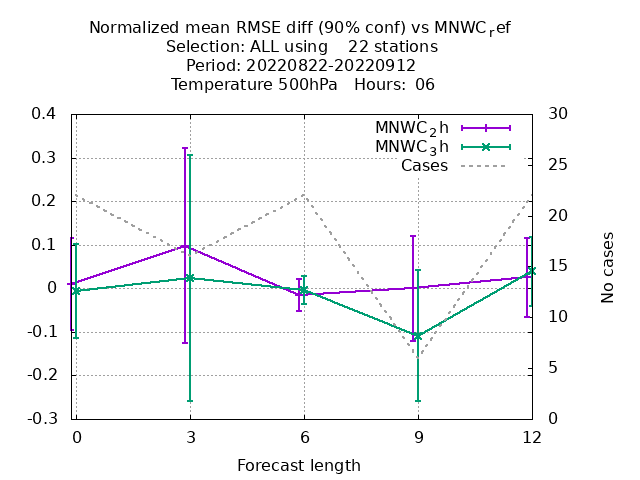 Normalized mean RMSE diff (90% conf) vs MNWC_ref
Selection: ALL using    22 stations
Period: 20220822-20220912
Temperature 500hPa   Hours: 06
MNWC_2h
MNWC_3h
Cases
0.4
0.3
0.2
0.1
0
-0.1
-0.2
-0.3
30
25
20
15
10
5
0
No cases
0 3 6 9 12
Forecast length